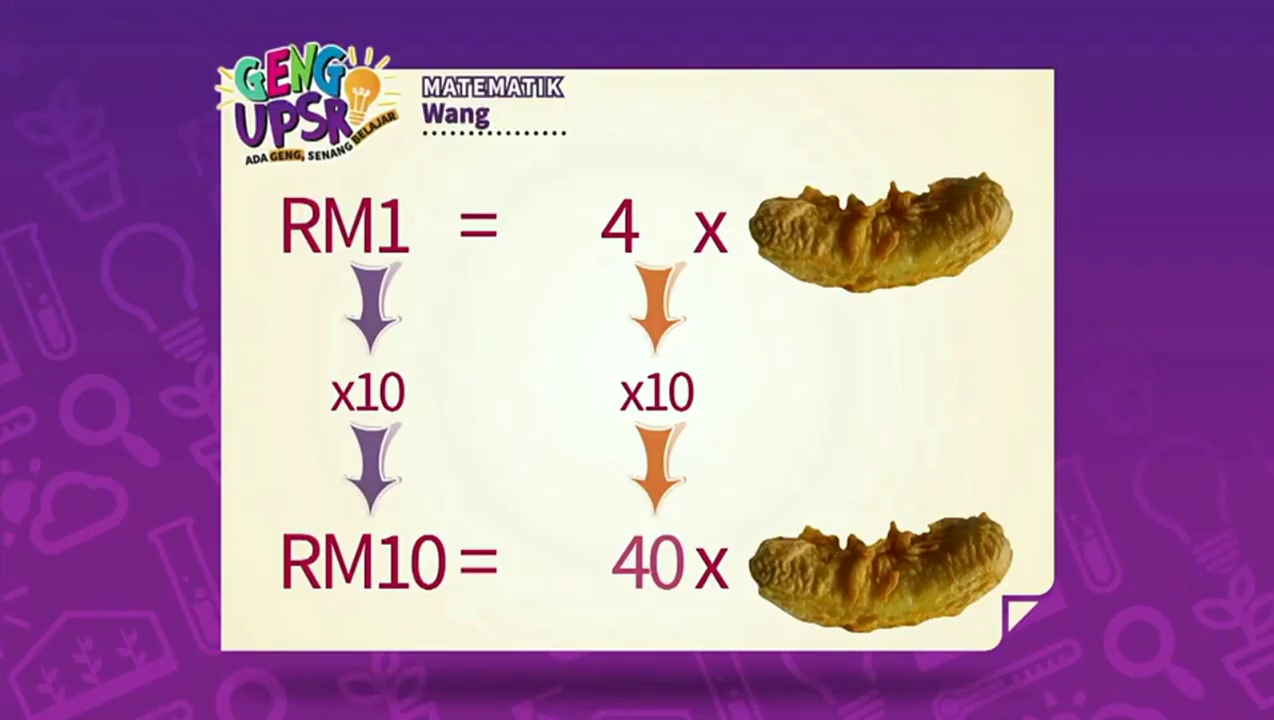 GENG
UPSR
ADA GENG, SENANG BELAJAR
MATEMATIK
Wang
RM1 = 4 x
x10 x10
RM10 = 40 x